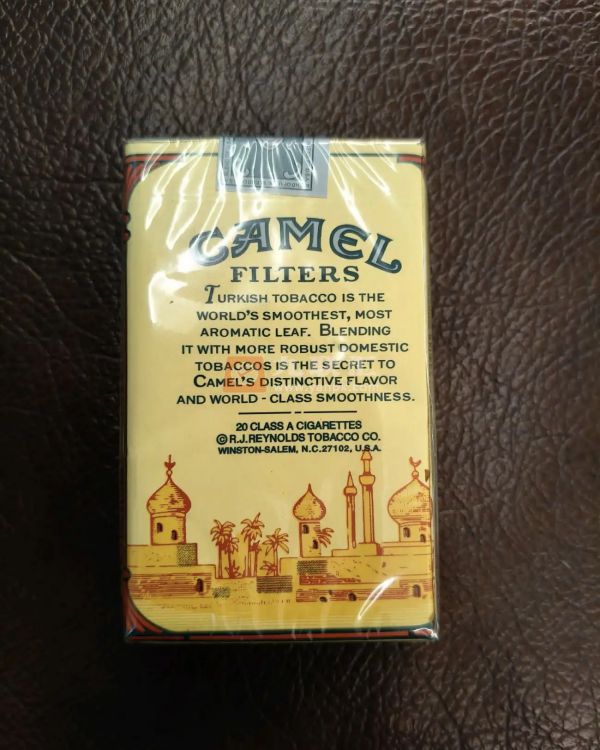 CAMEL
FILTERS
TURKISH TOBACCO IS THE
WORLD'S SMOOTHEST, MOST
AROMATIC LEAF. BLENDING
IT WITH MORE ROBUST DOMESTIC
TOBACCOS IS THE SECRET TO
CAMEL'S DISTINCTIVE FLAVOR
AND WORLD-CLASS SMOOTHNESS.
20 CLASS A CIGARETTES
© R.J.REYNOLDS TOBACCO CO.
WINSTON-SALEM, N.C. 27102, U.S.A.